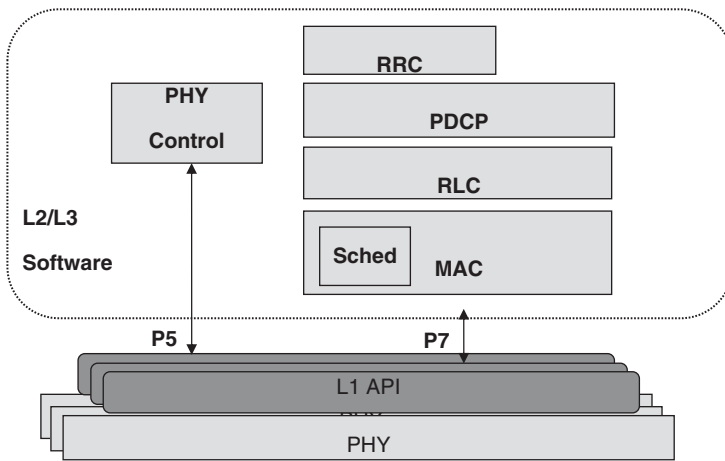 RRC
PHY
Control
PDCP
RLC
L2/L3
Software
Sched
MAC
P5
P7
L1 API
PHY